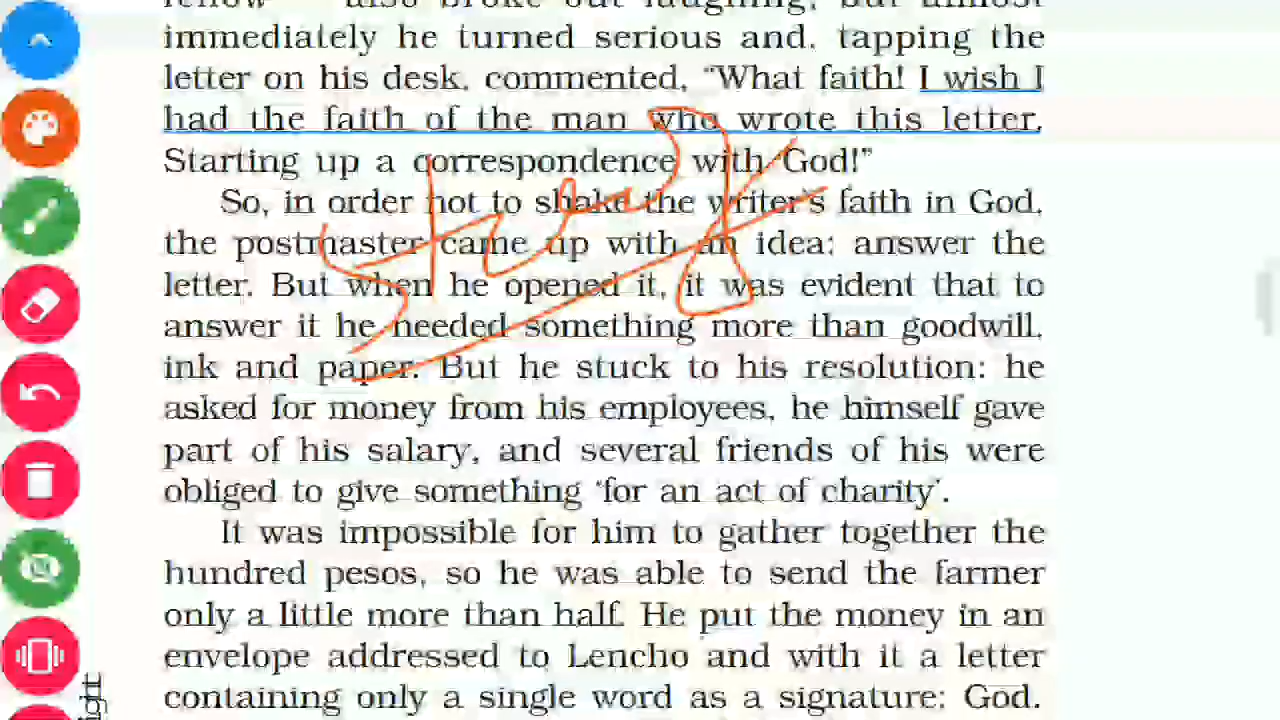 immediately he turned serious and, tapping the
letter on his desk, commented, "What faith! I wish I
had the faith of the man who wrote this letter.
Starting up a correspondence with God!"
So, in order not to shake the writer's faith in God,
the postmaster came up with an idea: answer the
letter. But when he opened it, it was evident that to
answer it he needed something more than goodwill,
ink and paper. But he stuck to his resolution: he
asked for money from his employees, he himself gave
part of his salary, and several friends of his were
obliged to give something 'for an act of charity'.
It was impossible for him to gather together the
hundred pesos, so he was able to send the farmer
only a little more than half. He put the money in an
envelope addressed to Lencho and with it a letter
containing only a single word as a signature: God.
ight